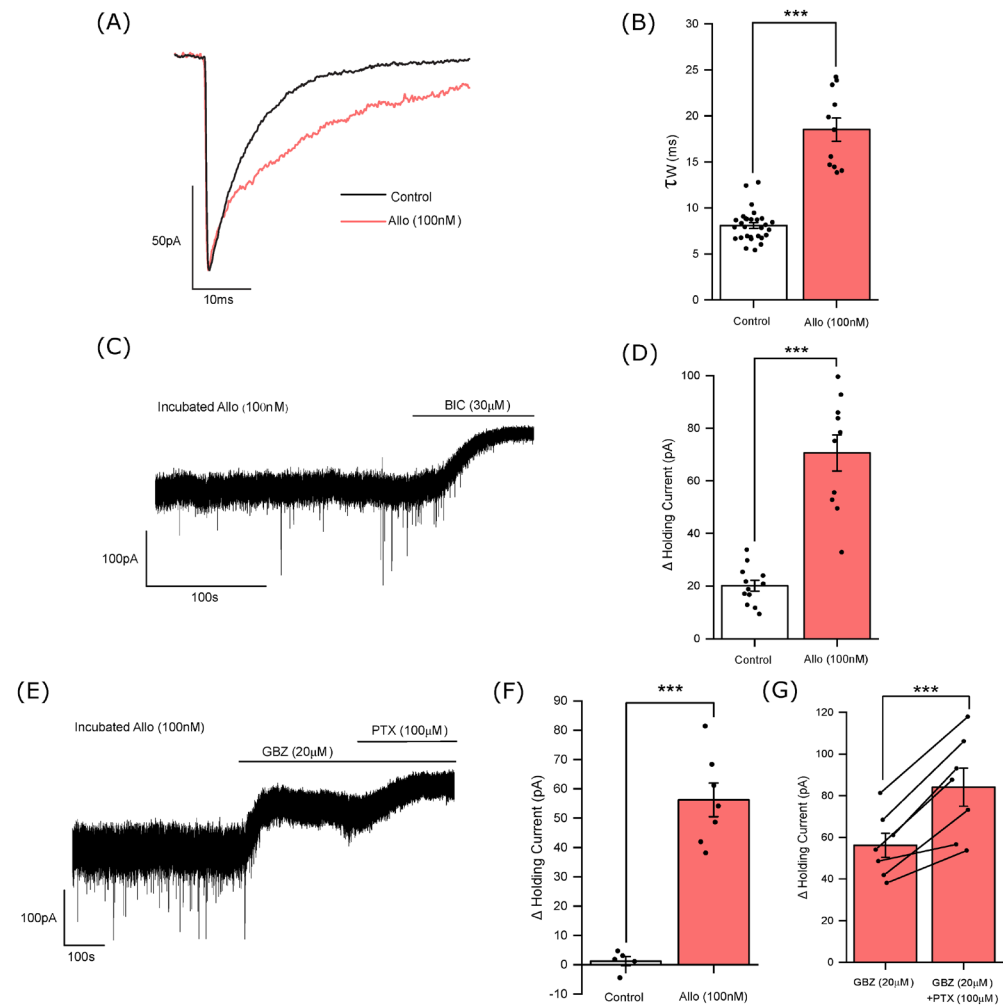 (A)
Control
Allo (100nM)
50pA
10ms
(B)
***
τW (ms)
30
25
20
15
10
5
0
Control
Allo (100nM)
(C)
Incubated Allo (100nM)
BIC (30μM)
100pA
100s
(D)
***
Δ Holding Current (pA)
100
80
60
40
20
0
Control
Allo (100nM)
(E)
Incubated Allo (100nM)
PTX (100μM)
GBZ (20μM)
100pA
100s
(F)
***
Δ Holding Current (pA)
90
80
70
60
50
40
30
20
10
0
-10
Control
Allo (100nM)
(G)
***
Δ Holding Current (pA)
120
100
80
60
40
20
0
GBZ (20μM)
GBZ (20μM)
+PTX (100μM)